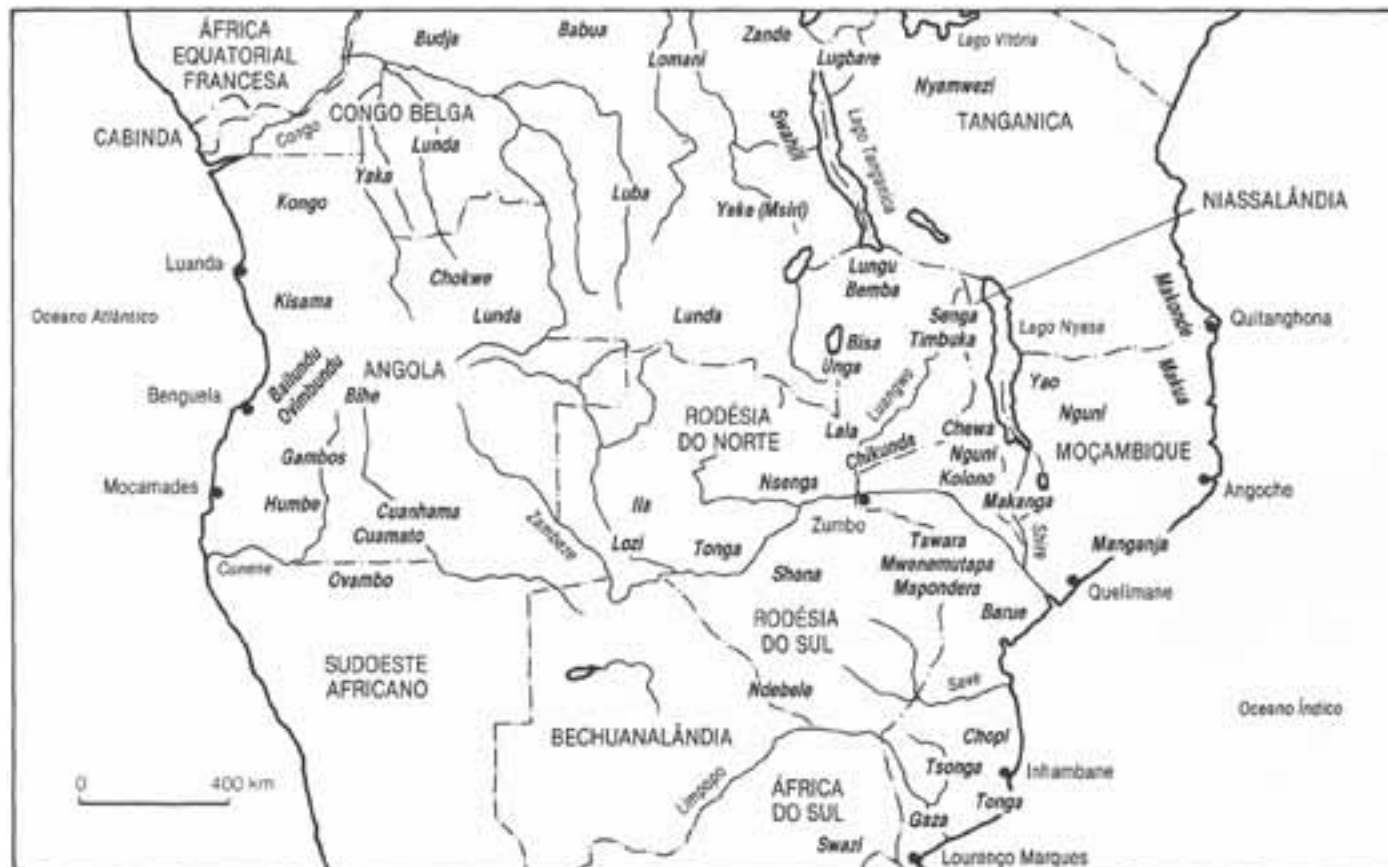 ÁFRICA
EQUATORIAL
FRANCESA
Budja
Babua
Lomani
Zande
Lugbare
Lago Vitória
Nyamwezi
TANGANICA
CABINDA
Congo
CONGO BELGA
Lunda
Swahili
Lago Tanganica
Yaka
Kongo
Luba
Yeke (Msiri)
NIASSALÂNDIA
Luanda
Chokwe
Lungu
Bemba
Kisama
Oceano Atlântico
Lunda
Lunda
Senga
Timbuka
Lago Nyasa
Makonde
Quitanghona
Bisa
Unga
Bailundu
Ovimbundu
ANGOLA
Bihe
Benguela
Luangwo
Yao
Makua
Nguni
RODÉSIA
DO NORTE
Lala
Chewa
MOÇAMBIQUE
Gambos
Chikunda
Nguni
Kolono
Mocamades
Humbe
Nsenga
Makanga
Angoche
Cuanhama
Cuamato
Zambeze
Ila
Lozi
Tonga
Zumbo
Shire
Tawara
Mwenemutapa
Mapondera
Manganja
Cunene
Ovambo
Shona
Quelimane
Barue
RODÉSIA
DO SUL
SUDOESTE
AFRICANO
Ndebele
Save
Oceano Índico
BECHUANALÂNDIA
Chopi
Tsonga
Inhambane
0 400 km
Limpopo
ÁFRICA
DO SUL
Tonga
Gaza
Swazi
Lourenço Marques